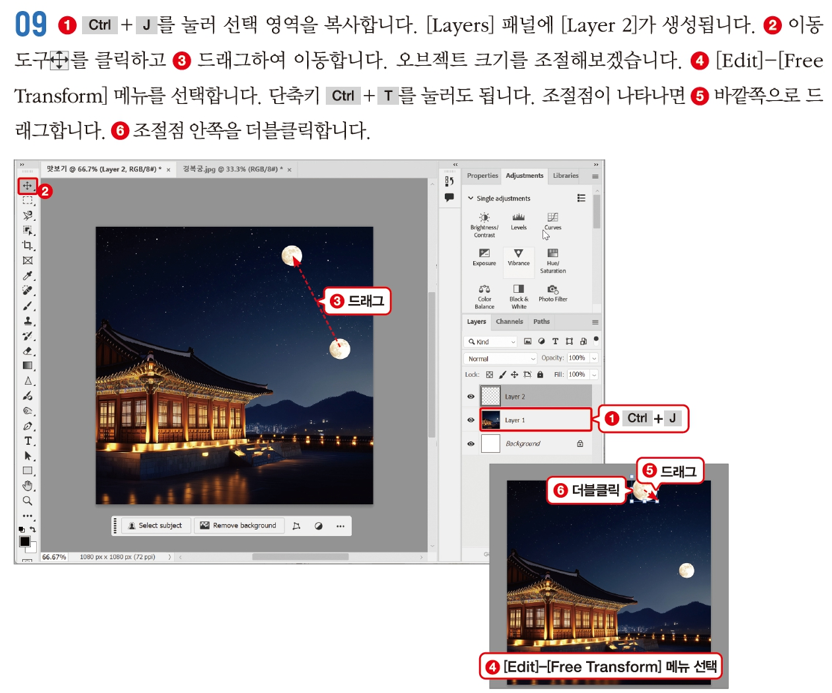 09 ❶ Ctrl + J 를 눌러 선택 영역을 복사합니다. [Layers] 패널에 [Layer 2]가 생성됩니다. ❷ 이동
도구를 클릭하고 ❸ 드래그하여 이동합니다. 오브젝트 크기를 조절해보겠습니다. ❹ [Edit]–[Free
Transform] 메뉴를 선택합니다. 단축키 Ctrl + T 를 눌러도 됩니다. 조절점이 나타나면 ❺ 바깥쪽으로 드
래그합니다. ❻ 조절점 안쪽을 더블클릭합니다.
맛보기 @ 66.7% (Layer 2, RGB/8#) * ×
경복궁.jpg @ 33.3% (RGB/8#) * ×
❷
❸ 드래그
Select subject
Remove background
66.67%
1080 px x 1080 px (72 ppi)
Properties
Adjustments
Libraries
Single adjustments
Brightness/
Contrast
Levels
Curves
Exposure
Vibrance
Hue/
Saturation
Color
Balance
Black &
White
Photo Filter
Layers
Channels
Paths
Kind
Normal
Opacity: 100%
Lock:
Fill: 100%
Layer 2
Layer 1
❶ Ctrl + J
Background
❺ 드래그
❻ 더블클릭
❹ [Edit]–[Free Transform] 메뉴 선택